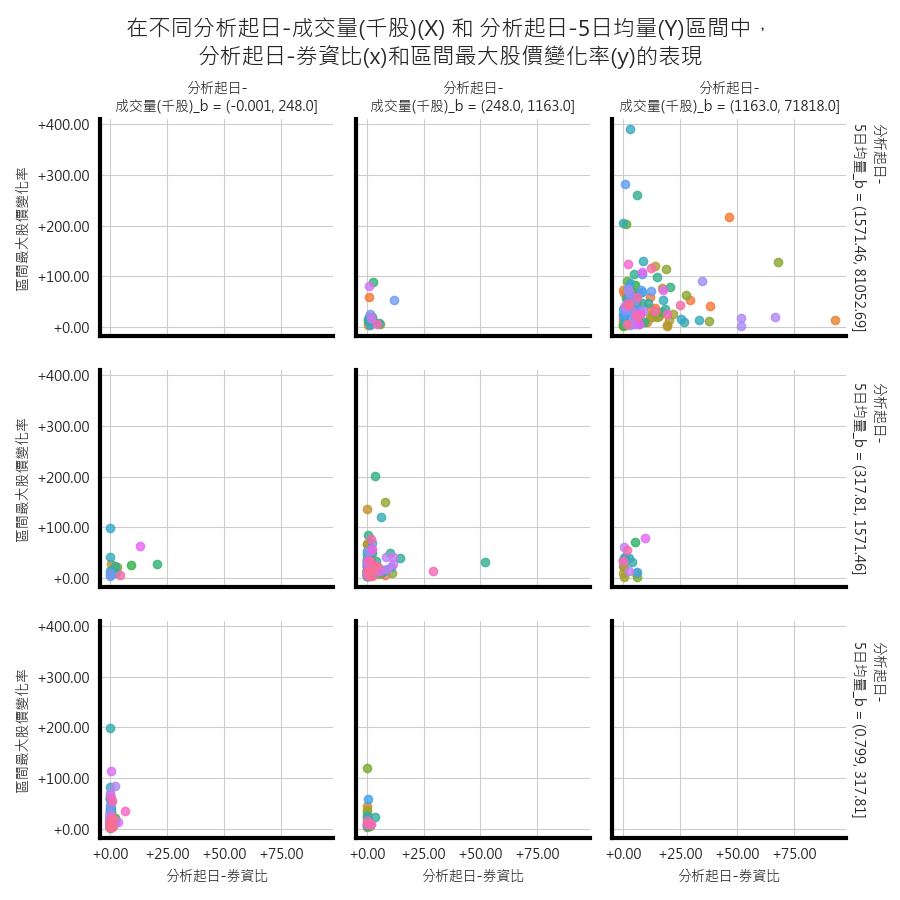 在不同分析起日-成交量(千股)(X) 和 分析起日-5日均量(Y)區間中，
分析起日-券資比(x)和區間最大股價變化率(y)的表現
分析起日-
成交量(千股)_b = (-0.001, 248.0]
分析起日-
成交量(千股)_b = (248.0, 1163.0]
分析起日-
成交量(千股)_b = (1163.0, 71818.0]
區間最大股價變化率
+400.00
+300.00
+200.00
+100.00
+0.00
分析起日-
5日均量_b = (1571.46, 81052.69]
區間最大股價變化率
+400.00
+300.00
+200.00
+100.00
+0.00
分析起日-
5日均量_b = (317.81, 1571.46]
區間最大股價變化率
+400.00
+300.00
+200.00
+100.00
+0.00
分析起日-
5日均量_b = (0.799, 317.81]
+0.00 +25.00 +50.00 +75.00
+0.00 +25.00 +50.00 +75.00
+0.00 +25.00 +50.00 +75.00
分析起日-券資比
分析起日-券資比
分析起日-券資比